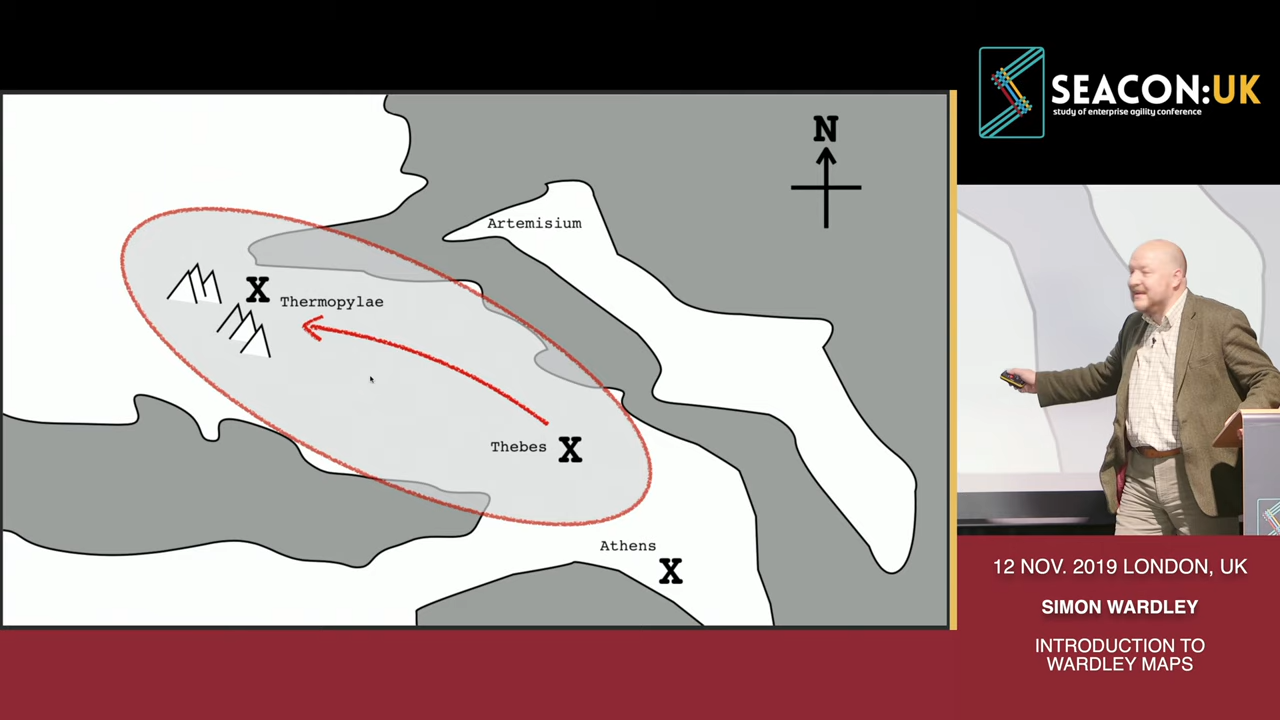 N
Artemisium
X
Thermopylae
Thebes X
Athens
X
SEACON:UK
study of enterprise agility conference
12 NOV. 2019 LONDON, UK
SIMON WARDLEY
INTRODUCTION TO
WARDLEY MAPS